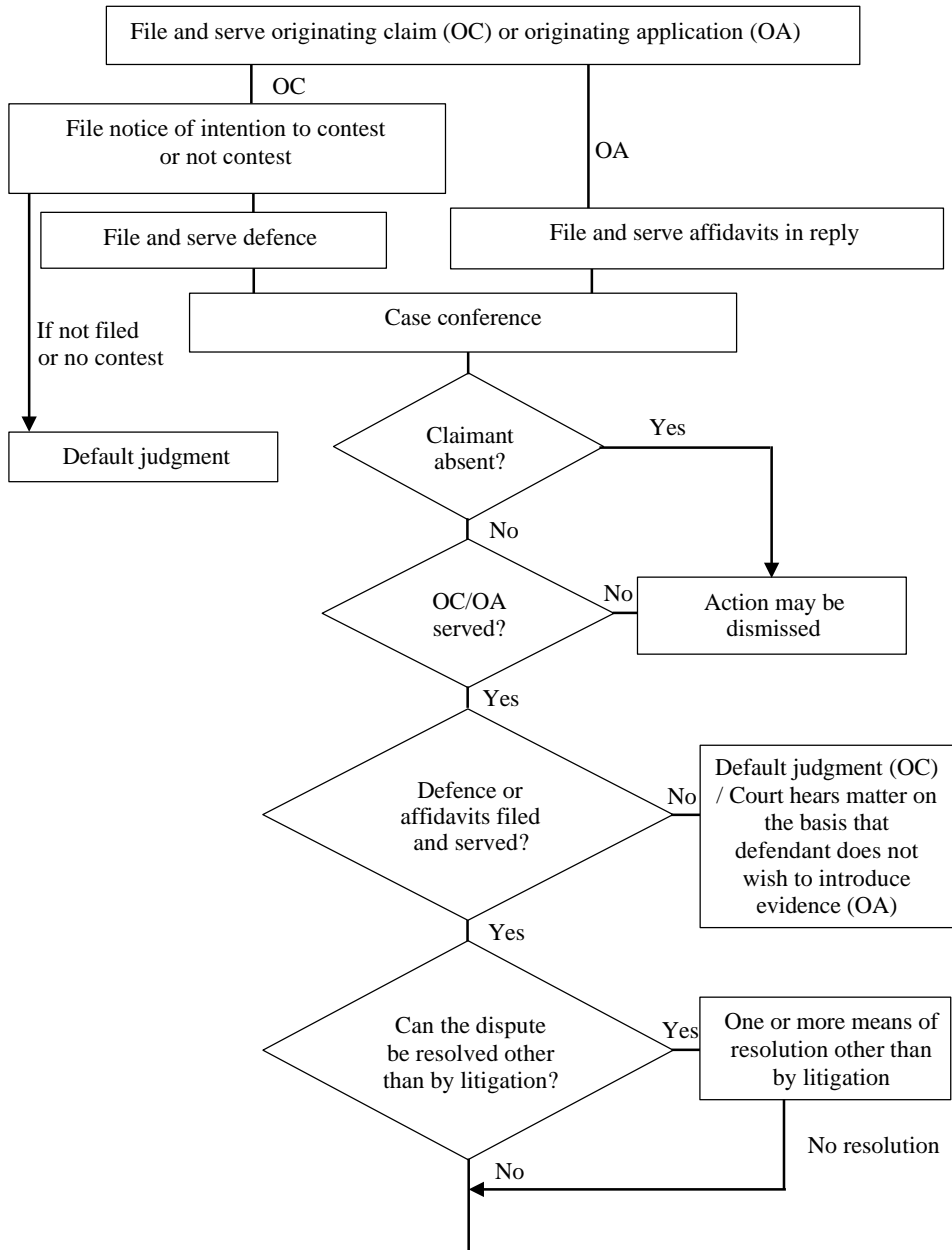 File and serve originating claim (OC) or originating application (OA)
OC
File notice of intention to contest
or not contest
OA
File and serve defence
File and serve affidavits in reply
Case conference
If not filed
or no contest
Default judgment
Claimant
absent?
Yes
No
OC/OA
served?
No
Action may be
dismissed
Yes
Defence or
affidavits filed
and served?
No
Default judgment (OC)
/ Court hears matter on
the basis that
defendant does not
wish to introduce
evidence (OA)
Yes
Can the dispute
be resolved other
than by litigation?
Yes
One or more means of
resolution other than
by litigation
No resolution
No